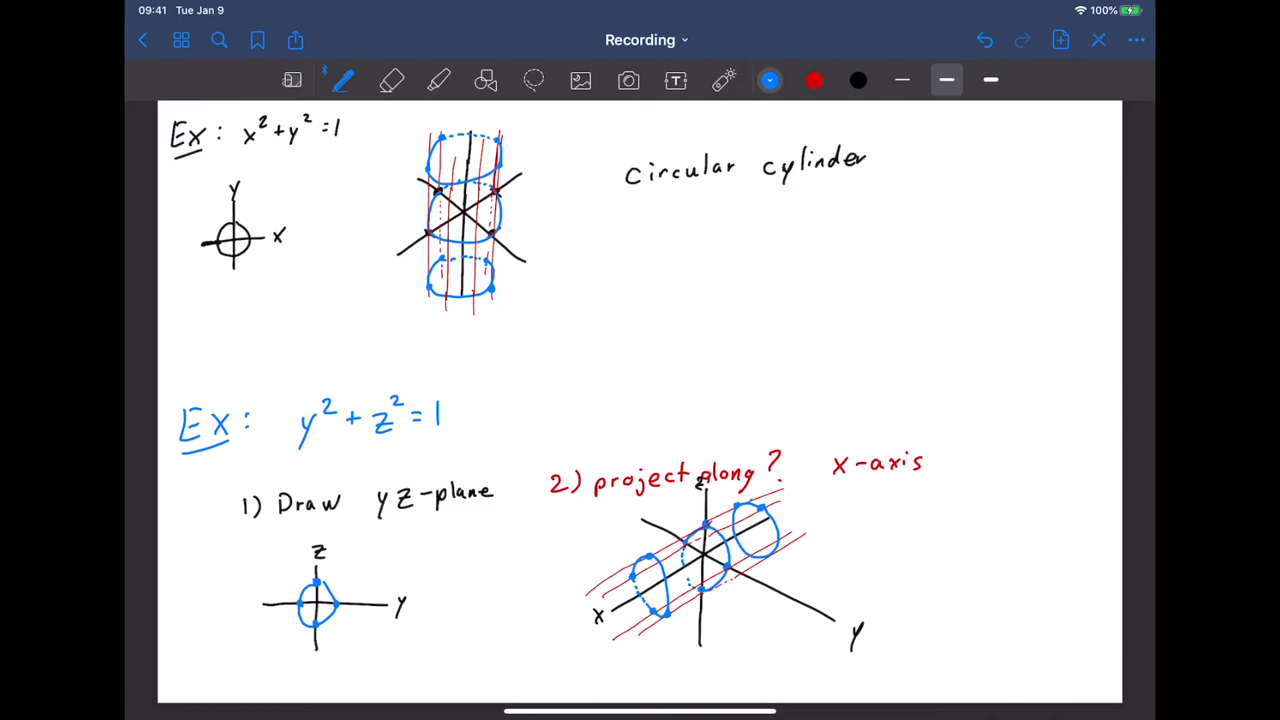 09:41 Tue Jan 9
100%
Recording
T
Ex: x² + y² = 1
circular cylinder
y
x
Ex: y² + z² = 1
2) project along? x-axis
1) Draw yz-plane
z
z
y
x
y